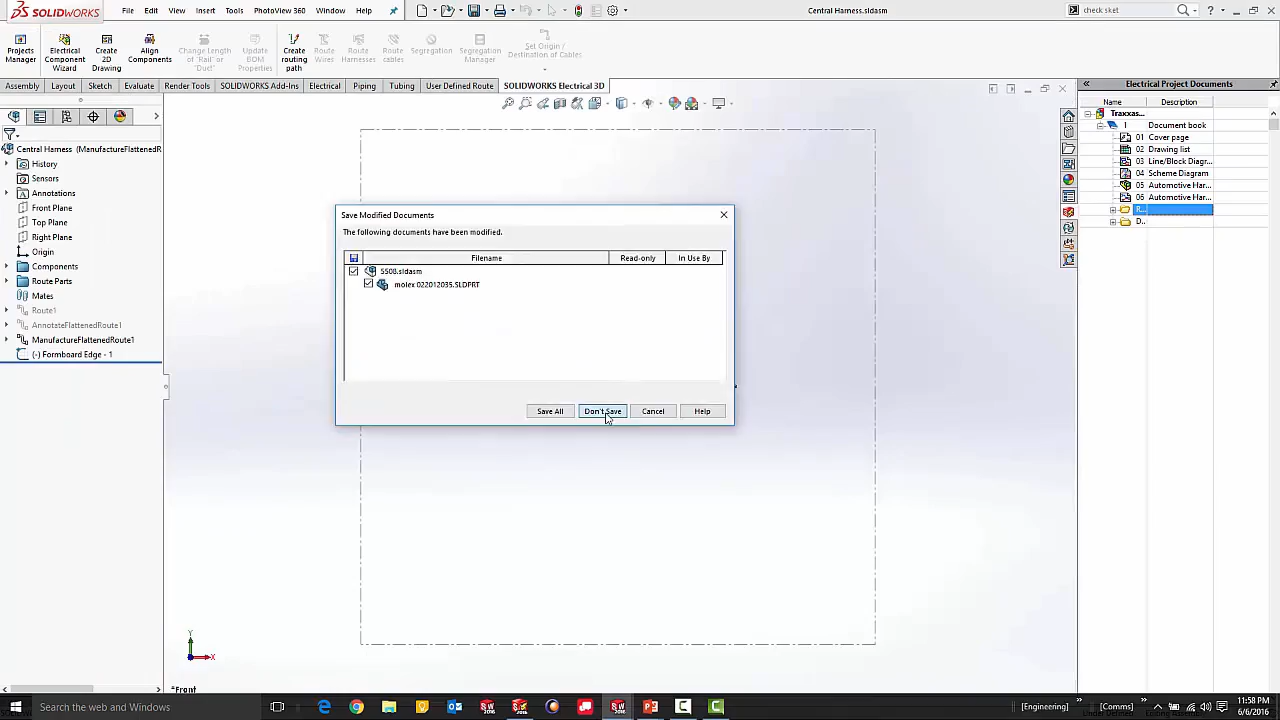 SOLIDWORKS
File Edit View Insert Tools PhotoView 360 Window Help
Central Harness.sldasm
check sket
Projects Manager
Electrical Component Wizard
Create 2D Drawing
Align Components
Change length of "Rail" or "Duct"
Update BOM Properties
Create routing path
Route Wires
Route Harnesses
Route cables
Segregation
Segregation Manager
Set Origin / Destination of Cables
Assembly Layout Sketch Evaluate Render Tools SOLIDWORKS Add-Ins Electrical Piping Tubing User Defined Route SOLIDWORKS Electrical 3D
Central Harness (ManufactureFlattenedR
History
Sensors
Annotations
Front Plane
Top Plane
Right Plane
Origin
Components
Route Parts
Mates
Route1
AnnotateFlattenedRoute1
ManufactureFlattenedRoute1
(-) Formboard Edge - 1
Save Modified Documents
The following documents have been modified.
Filename Read-only In Use By
5508.sldasm
molex 022012035.SLDPRT
Save All Don't Save Cancel Help
Y
X
*Front
Electrical Project Documents
Name Description
Traxxas...
1 Document book
01 Cover page
02 Drawing list
03 Line/Block Diagr...
04 Scheme Diagram
05 Automotive Har...
06 Automotive Har...
R...
D...
Search the web and Windows
[Engineering] [Comms]
11:58 PM
6/6/2016